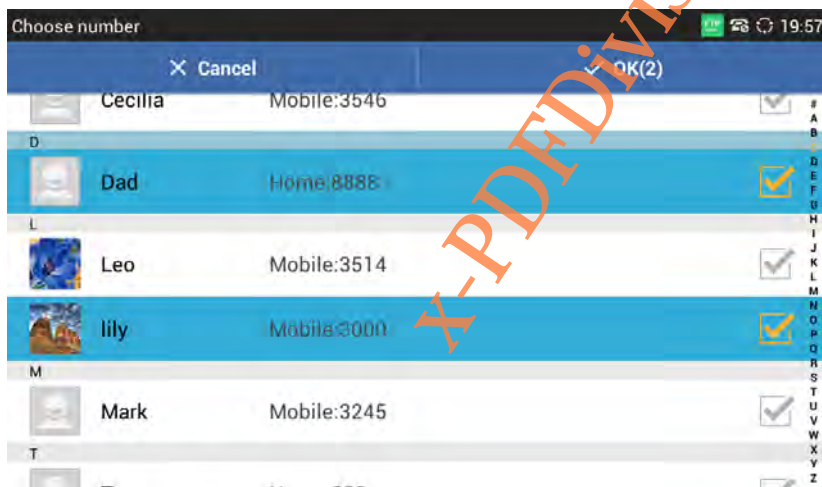 Choose number
19:57
Cancel
OK(2)
Cecilia
Mobile:3546
D
Dad
Home:8888
L
Leo
Mobile:3514
lily
Mobile:3000
M
Mark
Mobile:3245
T
#
A
B
D
E
F
H
I
J
K
L
M
N
O
P
Q
R
S
T
U
V
W
X
Y
Z